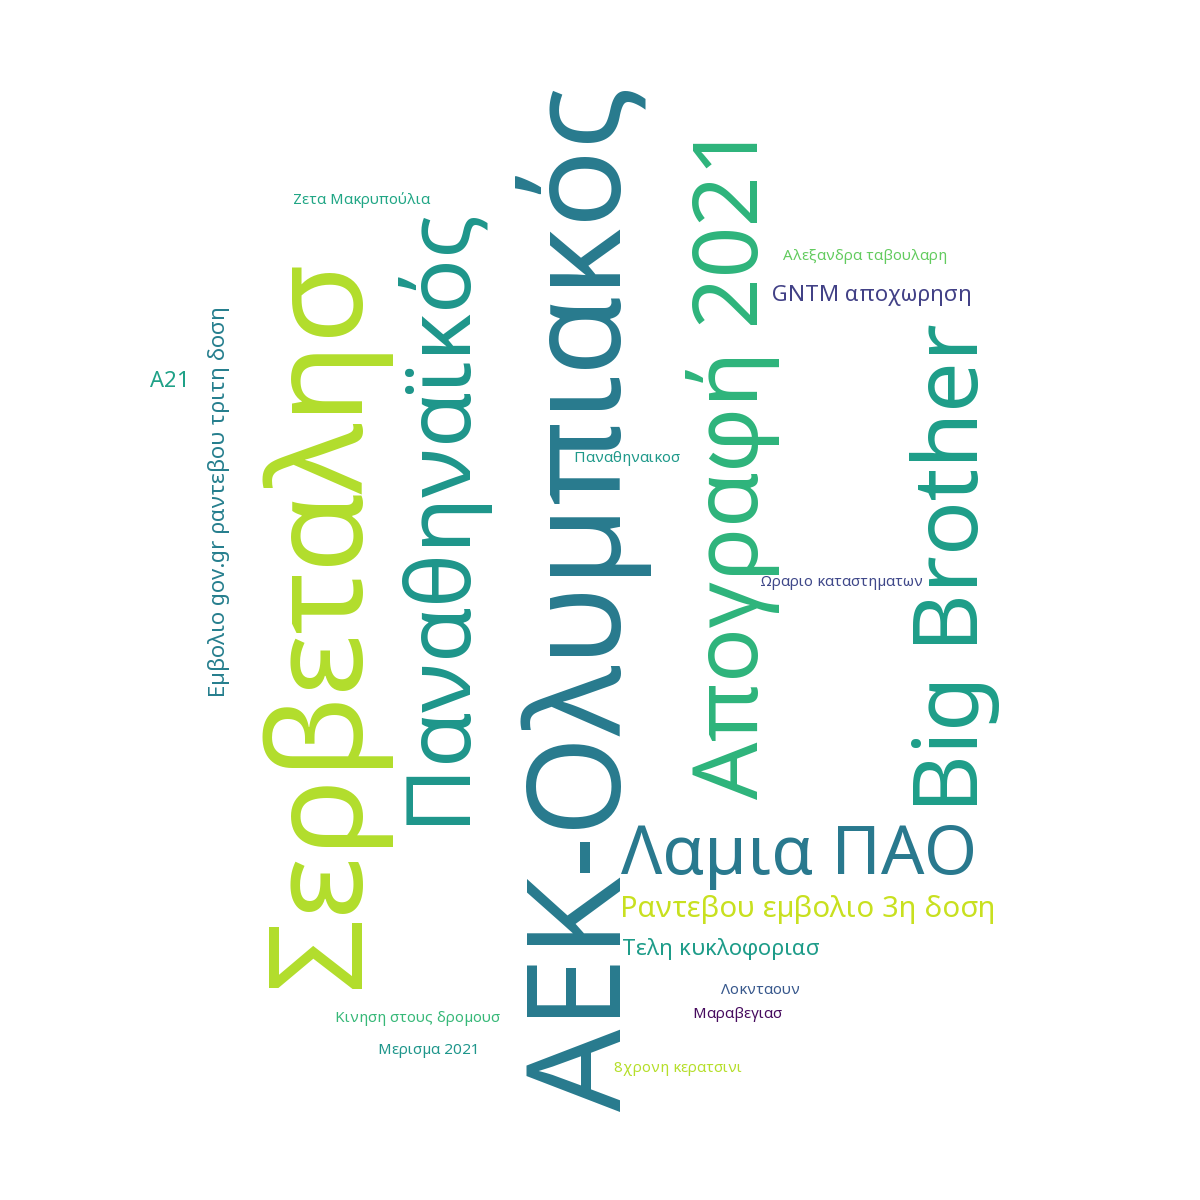 Ζετα Μακρυπούλια
Αλεξανδρα ταβουλαρη
GNTM αποχωρηση
Α21
Εμβολιο gov.gr ραντεβου τριτη δοση
Σερβεταλησ
Παναθηναϊκός
ΑΕΚ-Ολυμπιακός
Απογραφή 2021
Big Brother
Παναθηναικοσ
Ωραριο καταστηματων
Λαμια ΠΑΟ
Ραντεβου εμβολιο 3η δοση
Τελη κυκλοφοριασ
Λοκνταουν
Μαραβεγιασ
Κινηση στους δρομουσ
Μερισμα 2021
8χρονη κερατσινι